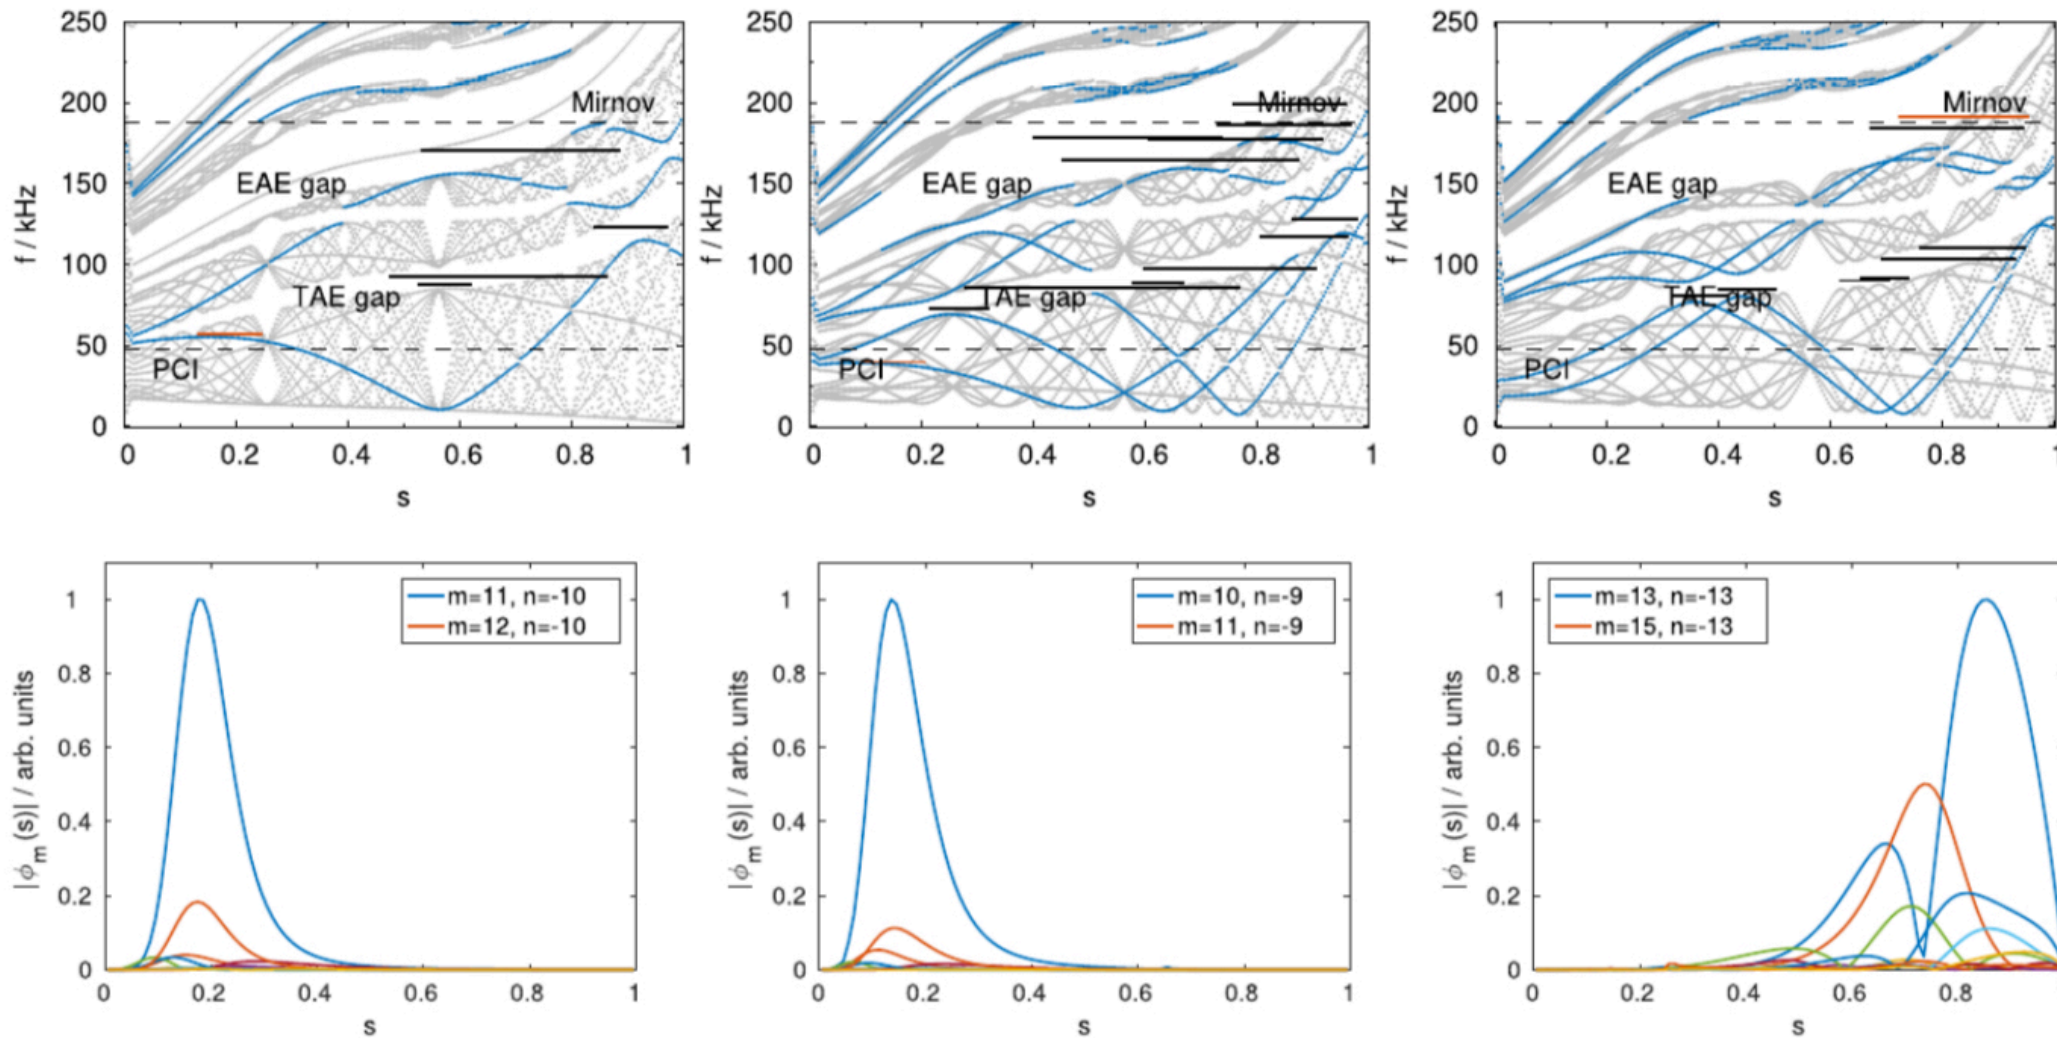 250
200
150
100
50
0
f / kHz
Mirnov
EAE gap
TAE gap
PCI
0 0.2 0.4 0.6 0.8 1
s
250
200
150
100
50
0
f / kHz
Mirnov
EAE gap
TAE gap
PCI
0 0.2 0.4 0.6 0.8 1
s
250
200
150
100
50
0
f / kHz
Mirnov
EAE gap
TAE gap
PCI
0 0.2 0.4 0.6 0.8 1
s
1
0.8
0.6
0.4
0.2
0
|ϕm(s)| / arb. units
m=11, n=-10
m=12, n=-10
0 0.2 0.4 0.6 0.8 1
s
1
0.8
0.6
0.4
0.2
0
|ϕm(s)| / arb. units
m=10, n=-9
m=11, n=-9
0 0.2 0.4 0.6 0.8 1
s
1
0.8
0.6
0.4
0.2
0
|ϕm(s)| / arb. units
m=13, n=-13
m=15, n=-13
0 0.2 0.4 0.6 0.8
s